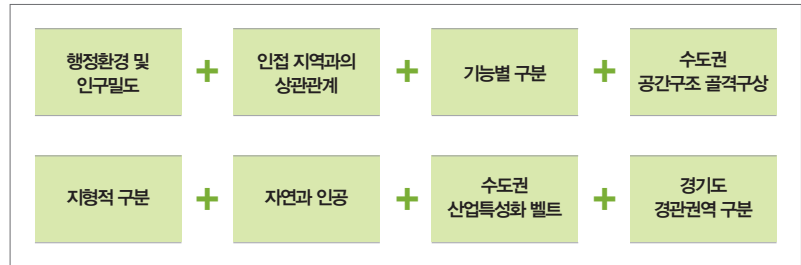 행정환경 및
인구밀도
+
인접 지역과의
상관관계
+
기능별 구분
+
수도권
공간구조 골격구상
지형적 구분
+
자연과 인공
+
수도권
산업특성화 벨트
+
경기도
경관권역 구분